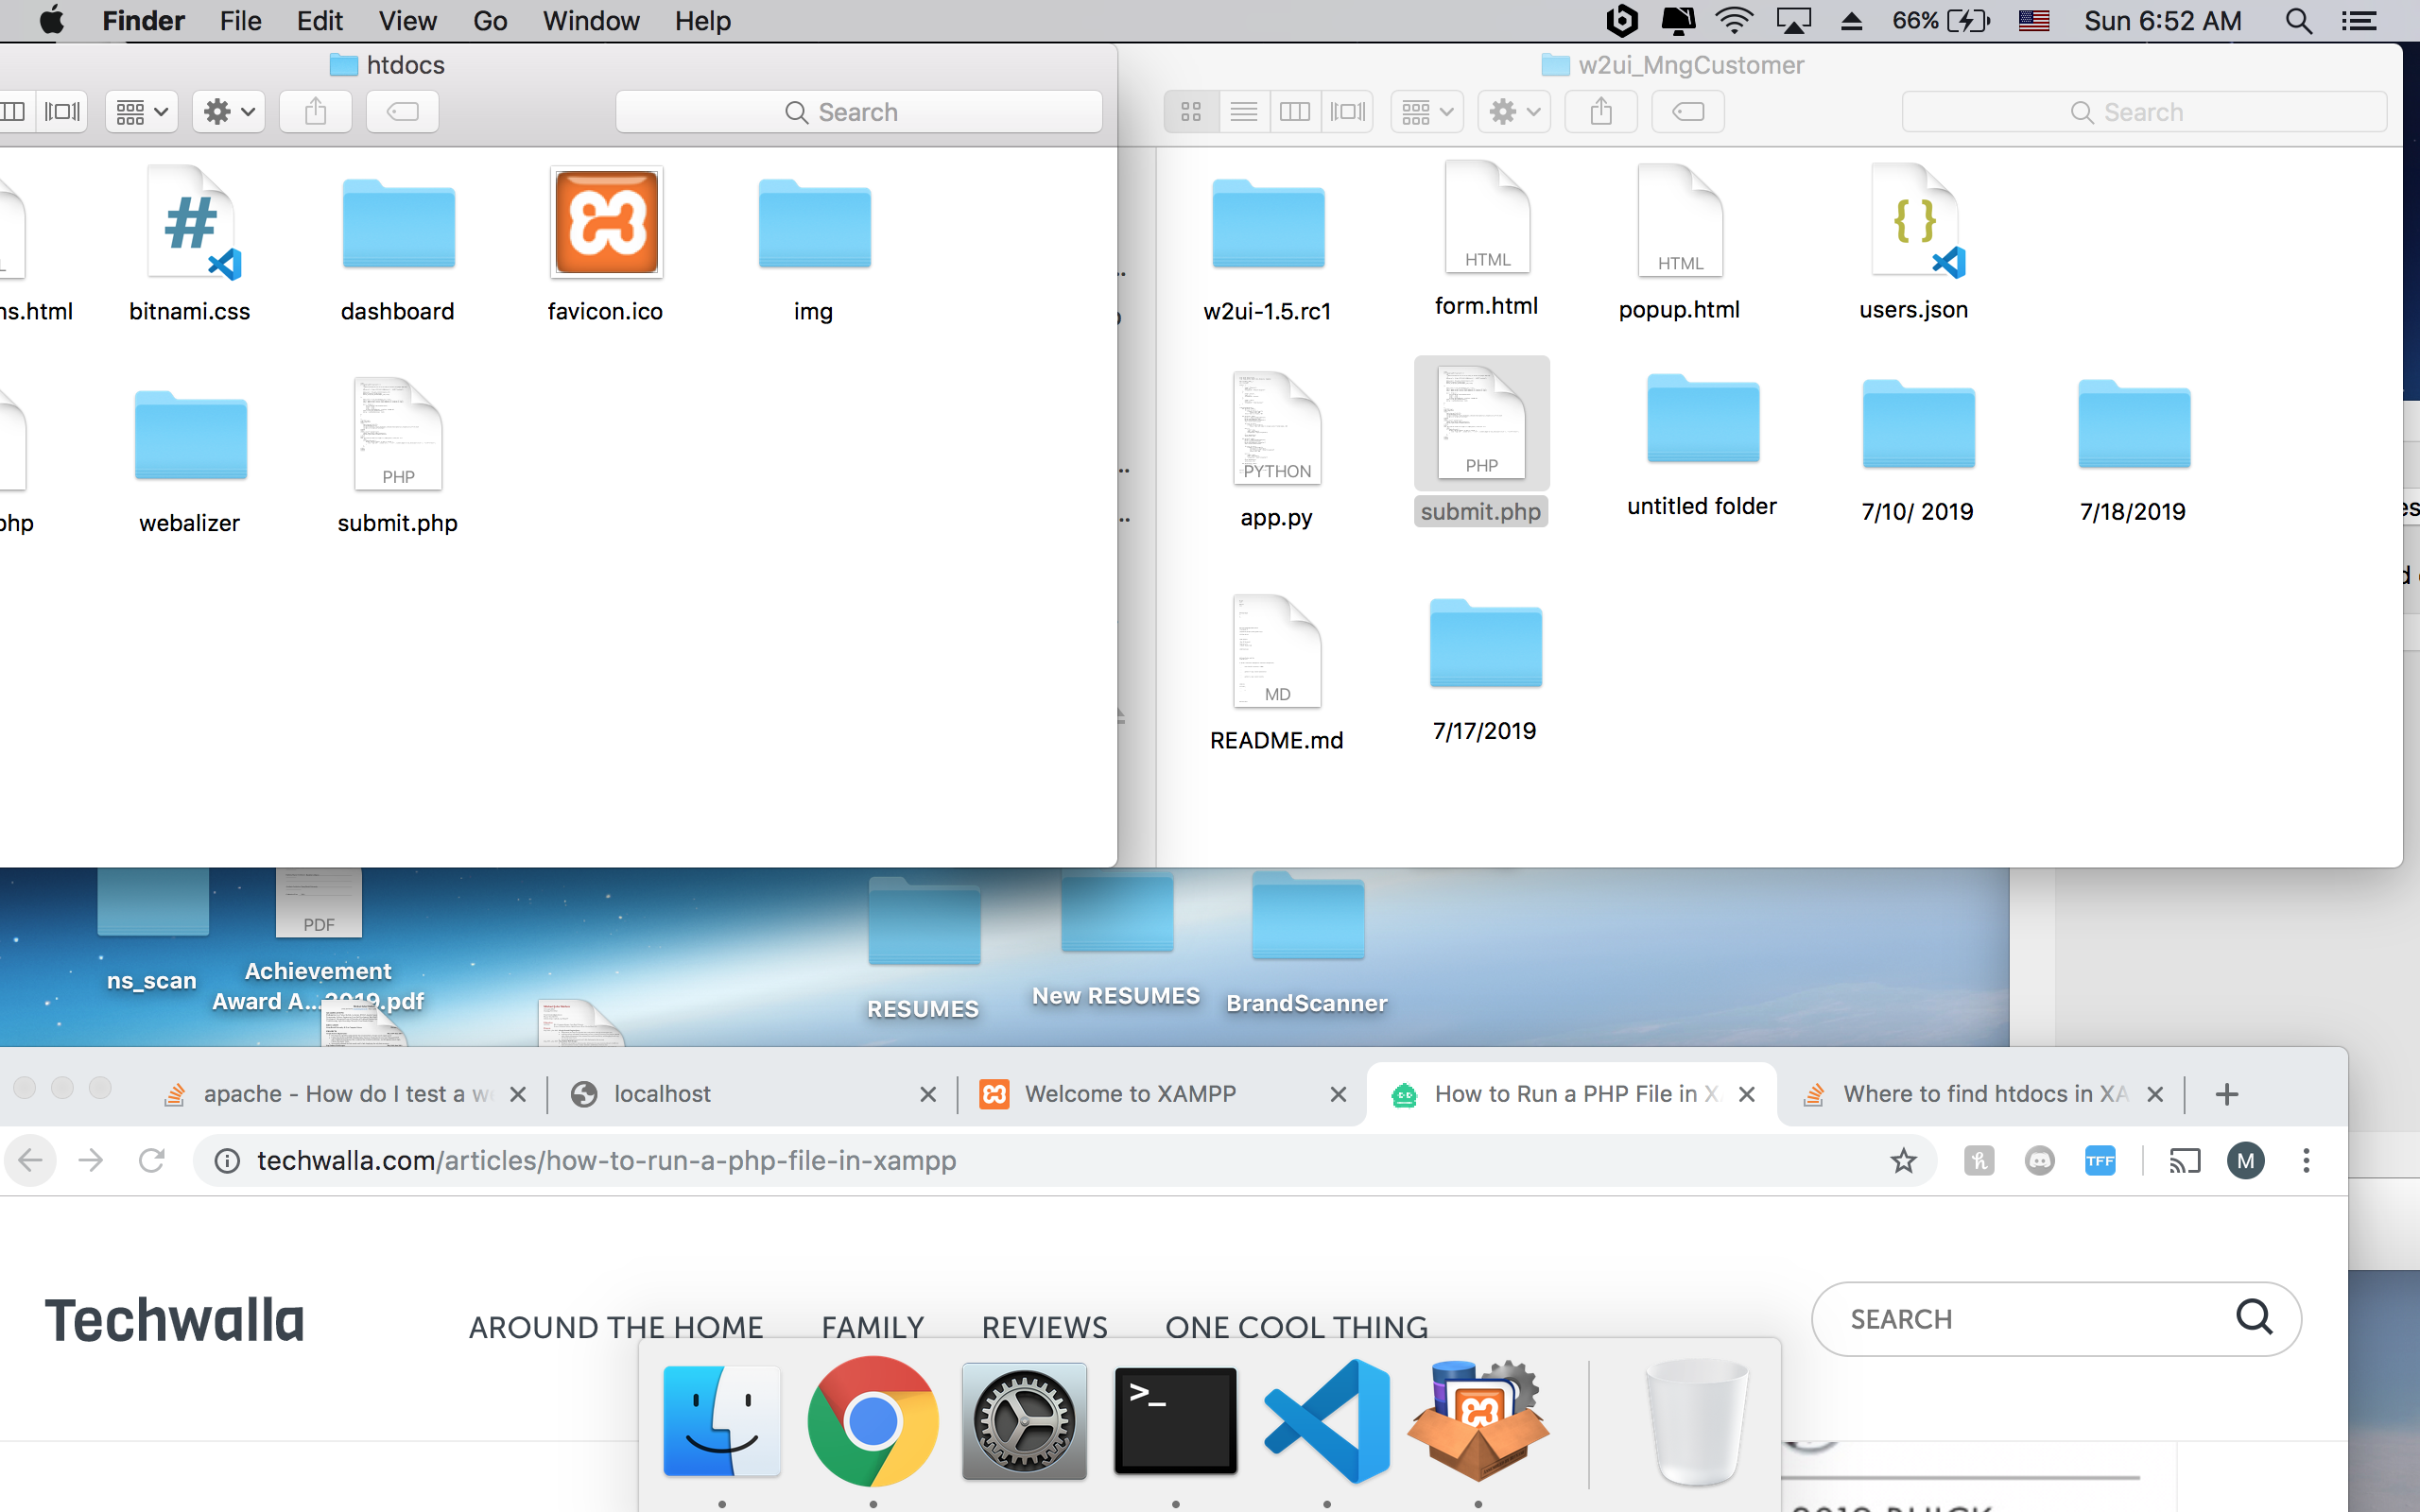 Finder File Edit View Go Window Help 66% Sun 6:52 AM
htdocs
Search
ns.html bitnami.css dashboard favicon.ico img
PHP
php webalizer submit.php
w2ui_MngCustomer
Search
HTML HTML
w2ui-1.5.rc1 form.html popup.html users.json
PYTHON PHP
app.py submit.php untitled folder 7/10/ 2019 7/18/2019
MD
README.md 7/17/2019
PDF
ns_scan Achievement
Award A...2019.pdf
RESUMES New RESUMES BrandScanner
apache - How do I test a we localhost Welcome to XAMPP How to Run a PHP File in X Where to find htdocs in XA
techwalla.com/articles/how-to-run-a-php-file-in-xampp
TFF M
Techwalla AROUND THE HOME FAMILY REVIEWS ONE COOL THING SEARCH
>_